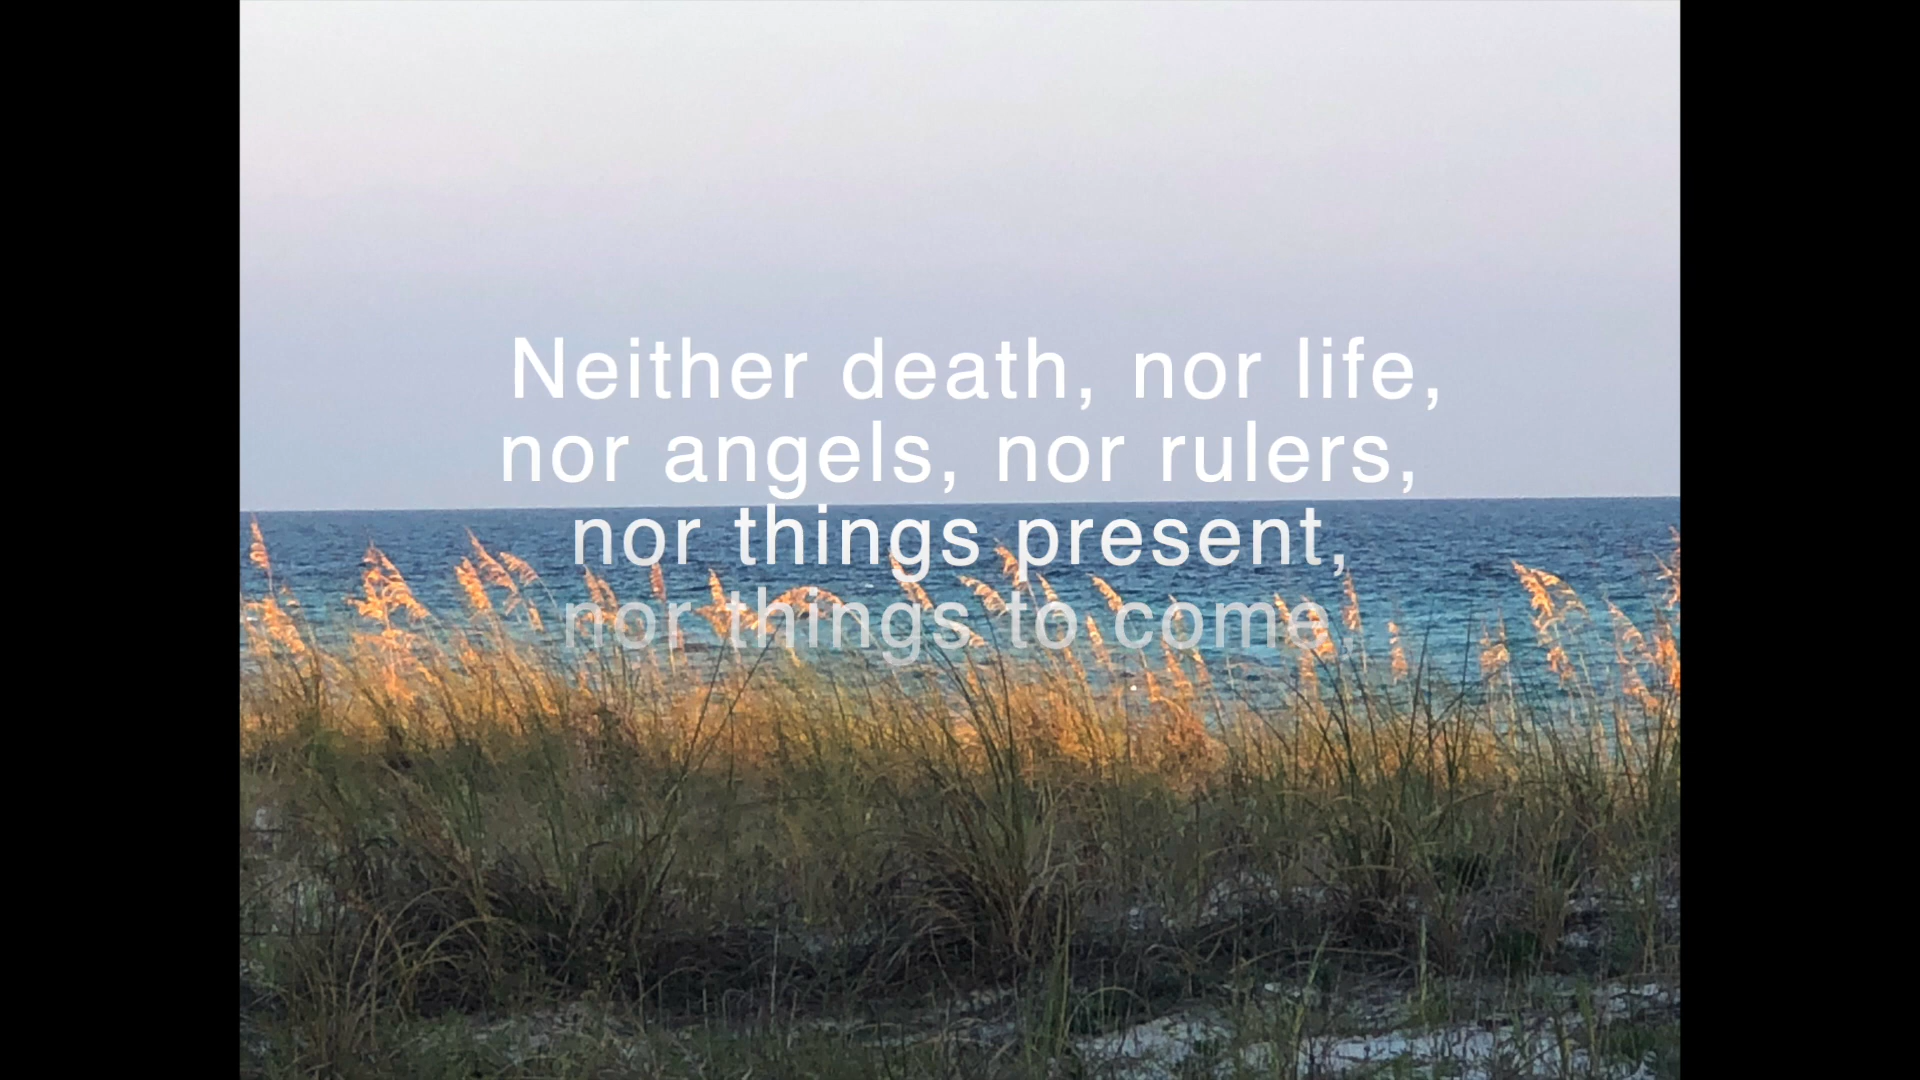 Neither death, nor life,
nor angels, nor rulers,
nor things present,
nor things to come,